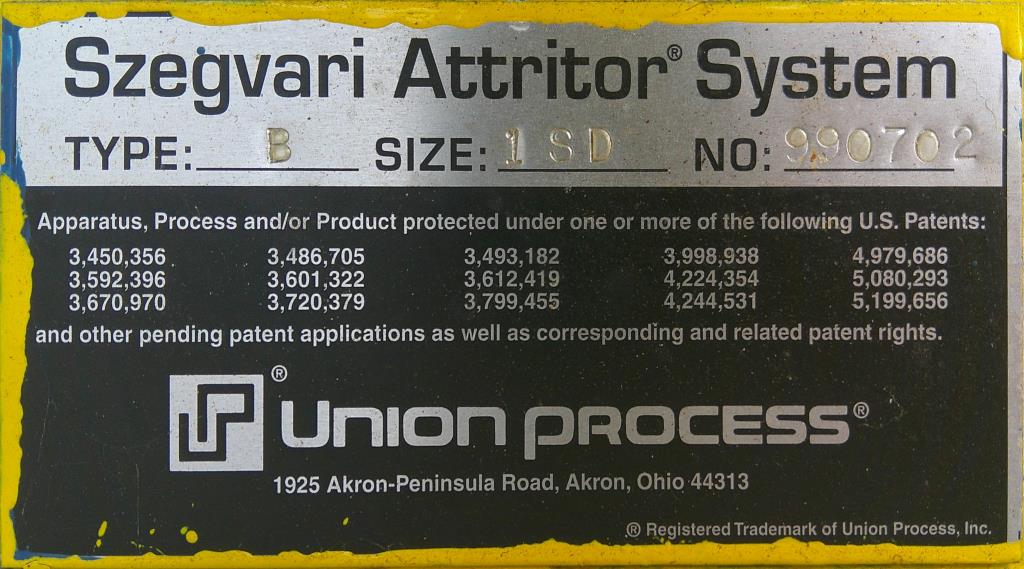 Szegvari Attritor® System
TYPE: B SIZE: 1SD NO: 990702
Apparatus, Process and/or Product protected under one or more of the following U.S. Patents:
3,450,356 3,486,705 3,493,182 3,998,938 4,979,686
3,592,396 3,601,322 3,612,419 4,224,354 5,080,293
3,670,970 3,720,379 3,799,455 4,244,531 5,199,656
and other pending patent applications as well as corresponding and related patent rights.
® UNION PROCESS®
1925 Akron-Peninsula Road, Akron, Ohio 44313
® Registered Trademark of Union Process, Inc.